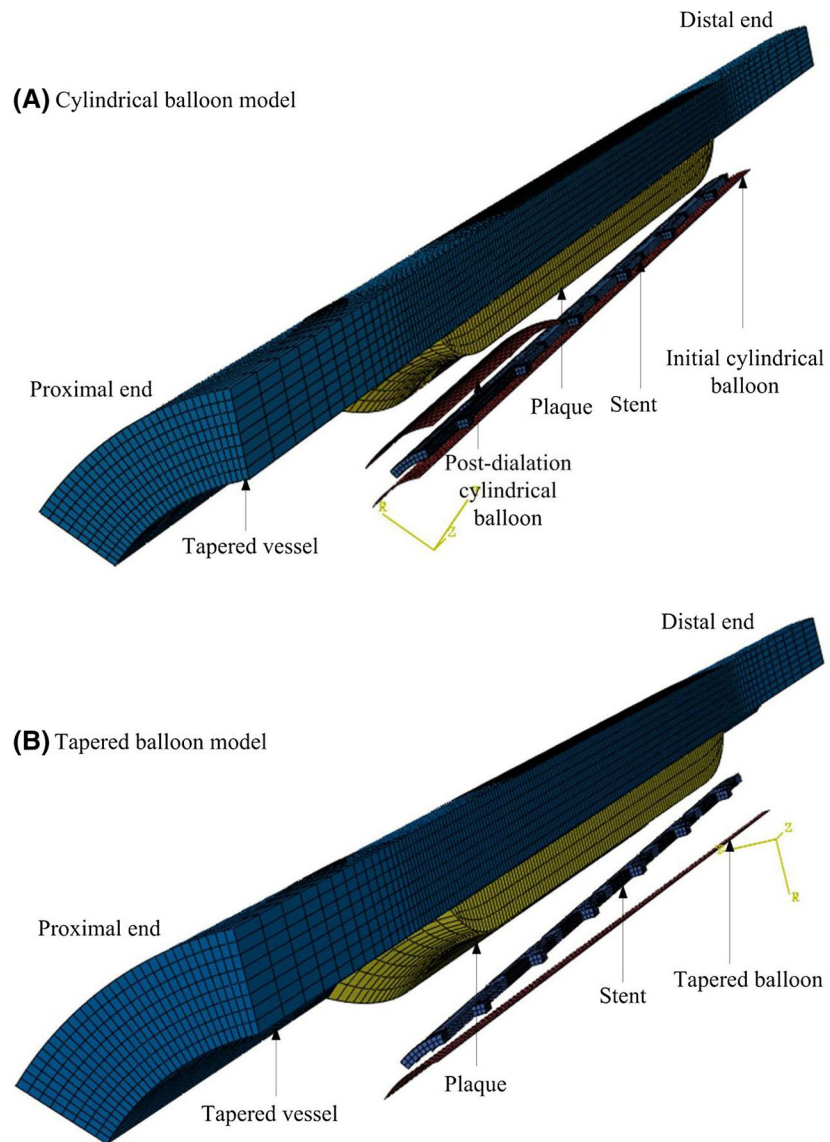 Distal end
(A) Cylindrical balloon model
Proximal end
Initial cylindrical
balloon
Plaque
Stent
Post-dialation
cylindrical
balloon
R
Z
Tapered vessel
Distal end
(B) Tapered balloon model
Z
R
Proximal end
Tapered balloon
Stent
Plaque
Tapered vessel